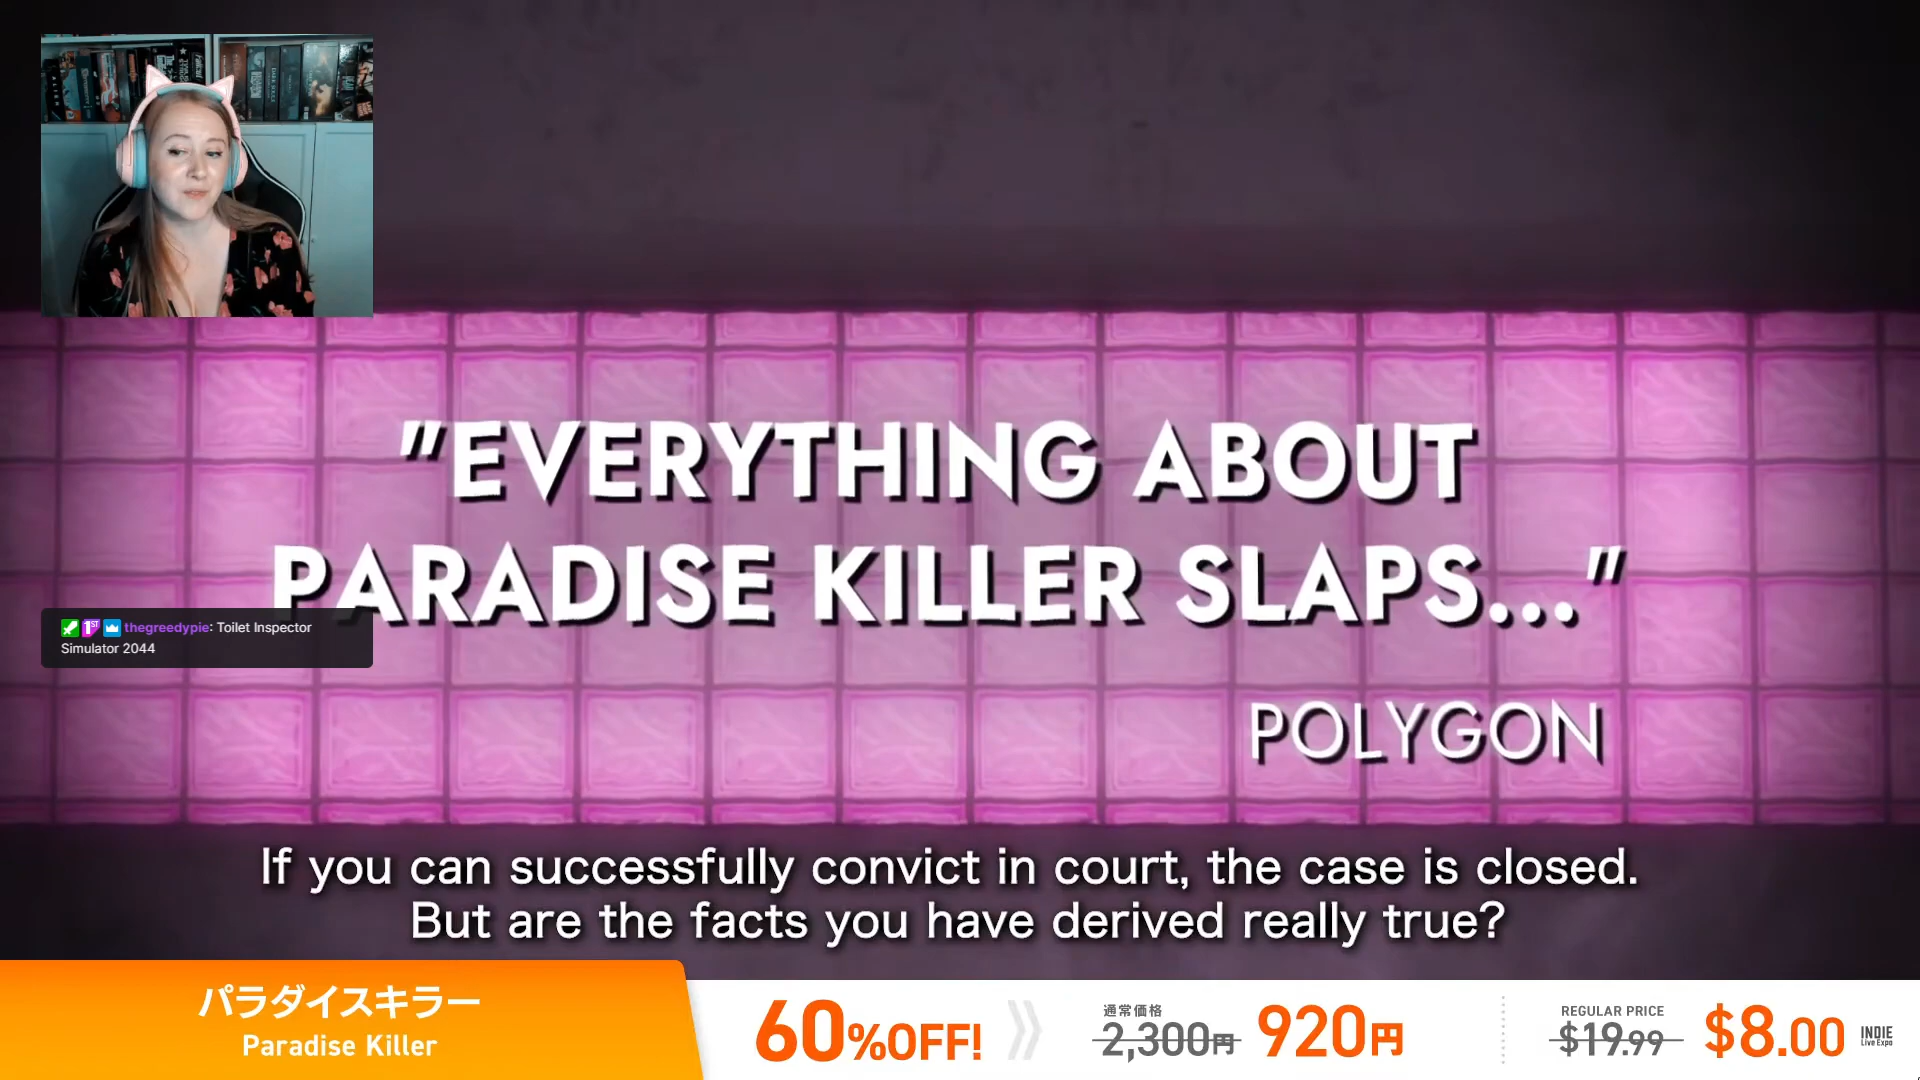 "EVERYTHING ABOUT
PARADISE KILLER SLAPS..."
POLYGON
thegreedypie: Toilet Inspector
Simulator 2044
If you can successfully convict in court, the case is closed.
But are the facts you have derived really true?
パラダイスキラー
Paradise Killer
60%OFF!
通常価格
2,300円
920円
REGULAR PRICE
$19.99
$8.00
INDIE
Live Expo